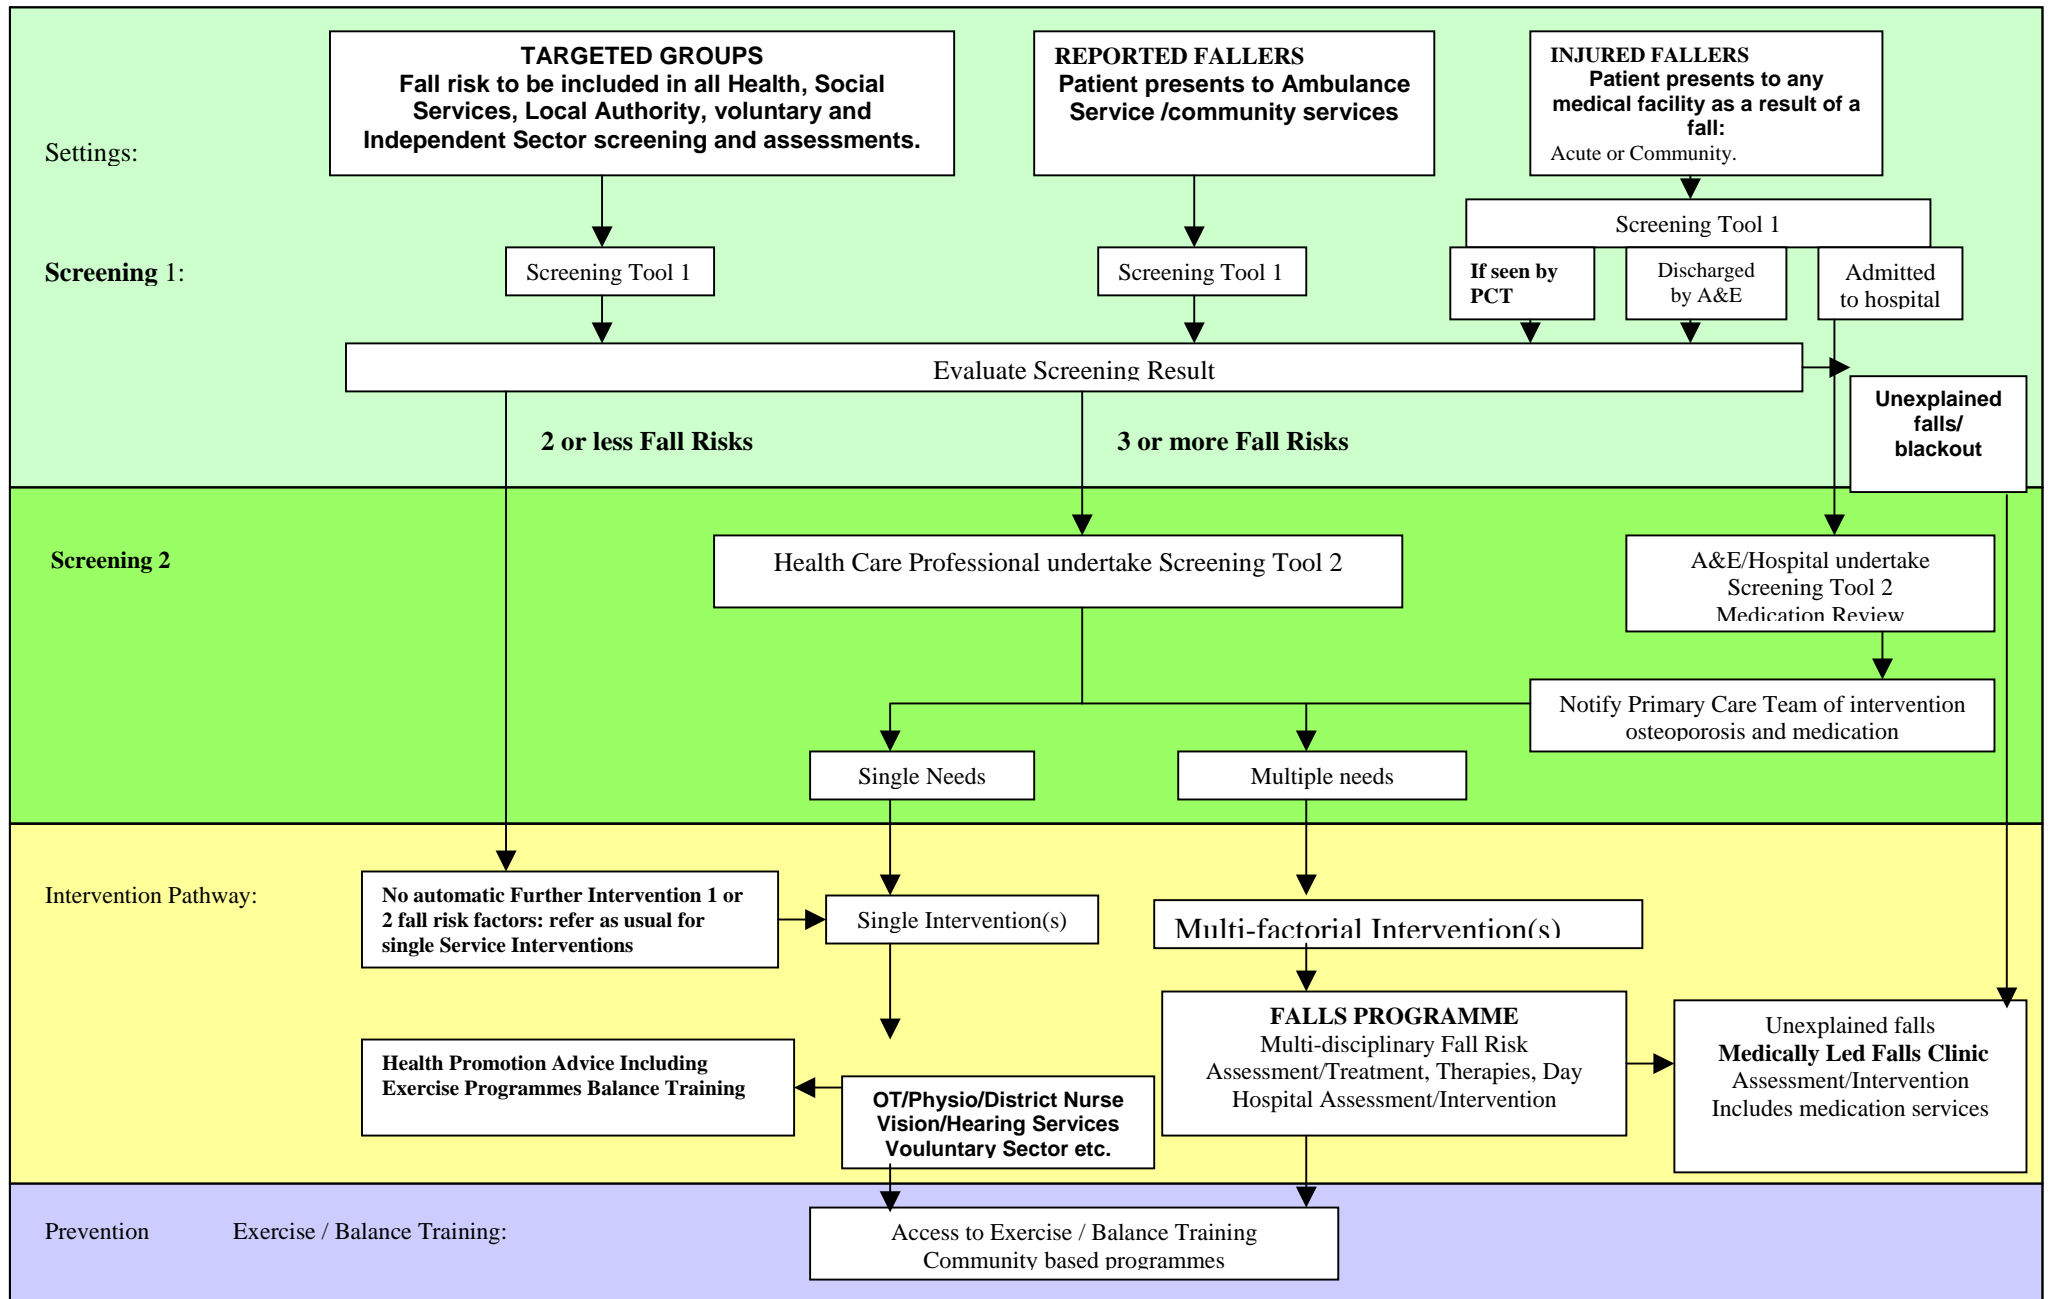 TARGETED GROUPS
Fall risk to be included in all Health, Social
Services, Local Authority, voluntary and
Independent Sector screening and assessments.
REPORTED FALLERS
Patient presents to Ambulance
Service /community services
INJURED FALLERS
Patient presents to any
medical facility as a result of a
fall:
Acute or Community.
Settings:
Screening Tool 1
Screening 1:
Screening Tool 1
Screening Tool 1
If seen by
PCT
Discharged
by A&E
Admitted
to hospital
Evaluate Screening Result
Unexplained
falls/
blackout
2 or less Fall Risks
3 or more Fall Risks
Screening 2
Health Care Professional undertake Screening Tool 2
A&E/Hospital undertake
Screening Tool 2
Medication Review
Notify Primary Care Team of intervention
osteoporosis and medication
Single Needs
Multiple needs
Intervention Pathway:
No automatic Further Intervention 1 or
2 fall risk factors: refer as usual for
single Service Interventions
Single Intervention(s)
Multi-factorial Intervention(s)
FALLS PROGRAMME
Multi-disciplinary Fall Risk
Assessment/Treatment, Therapies, Day
Hospital Assessment/Intervention
Unexplained falls
Medically Led Falls Clinic
Assessment/Intervention
Includes medication services
Health Promotion Advice Including
Exercise Programmes Balance Training
OT/Physio/District Nurse
Vision/Hearing Services
Vouluntary Sector etc.
Prevention Exercise / Balance Training:
Access to Exercise / Balance Training
Community based programmes